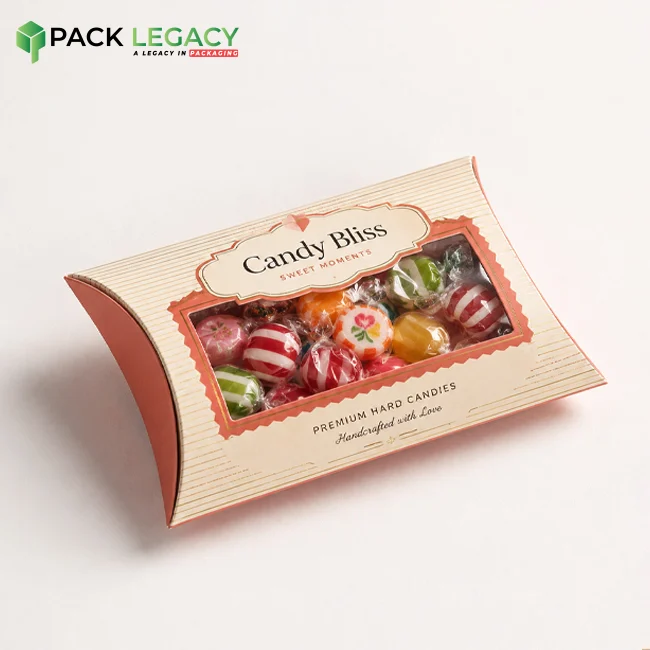 PACK LEGACY
A LEGACY IN PACKAGING
Candy Bliss
SWEET MOMENTS
PREMIUM HARD CANDIES
Handcrafted with Love